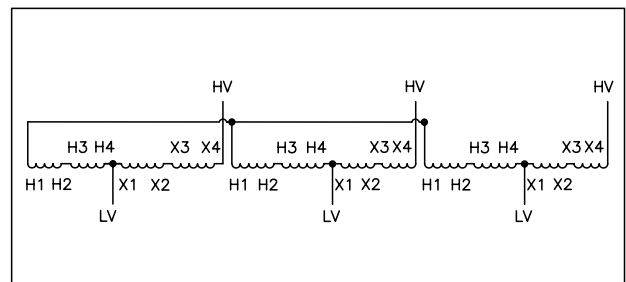 HV HV HV
H3 H4 X3 X4 H3 H4 X3 X4 H3 H4 X3 X4
H1 H2 X1 X2 H1 H2 X1 X2 H1 H2 X1 X2
LV LV LV